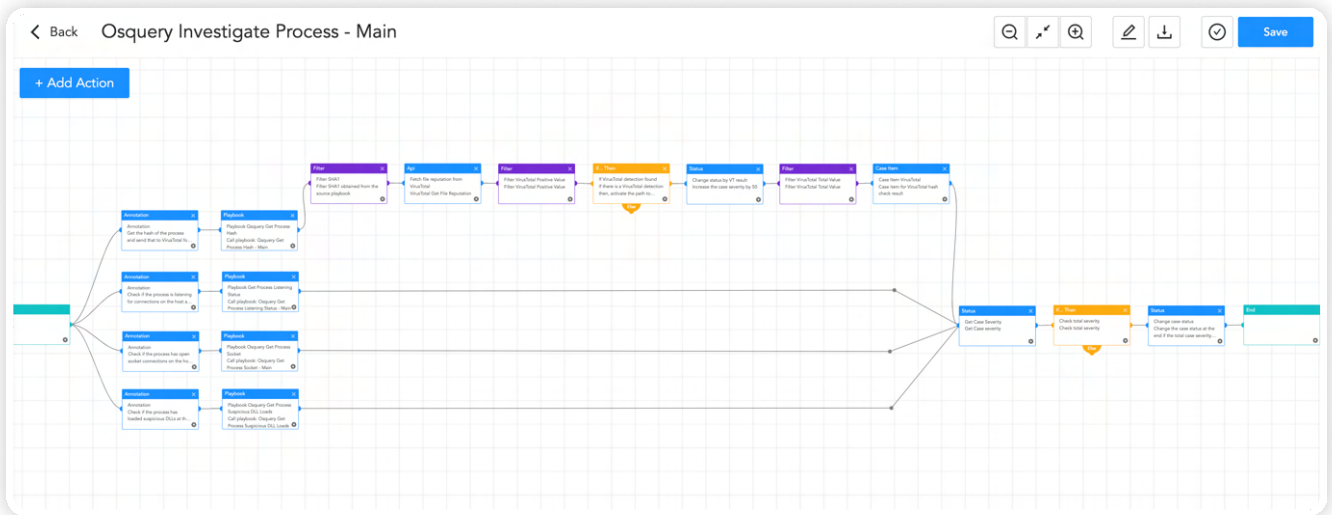 Back
Osquery Investigate Process - Main
Save
+ Add Action
Filter
Filter SHA1
Filter SHA1 obtained from the
source playbook
Api
Fetch file reputation from
VirusTotal
VirusTotal Get File Reputation
Filter
Filter VirusTotal Positive Value
Filter VirusTotal Positive Value
If... Then
If VirusTotal detection found
if there is a VirusTotal detection
then, activate the path to...
Else
Status
Change status by VT result
Increase the case severity by 50
Filter
Filter VirusTotal Total Value
Filter VirusTotal Total Value
Case Item
Case Item VirusTotal
Case item for VirusTotal hash
check result
Annotation
Annotation
Get the hash of the process
and send that to VirusTotal fo...
Playbook
Playbook Osquery Get Process
Hash
Call playbook: Osquery Get
Process Hash - Main
Annotation
Annotation
Check if the process is listening
for connections on the host a...
Playbook
Playbook Get Process Listening
Status
Call playbook: Osquery Get
Process Listening Status - Main
Annotation
Annotation
Check if the process has open
socket connections on the ho...
Playbook
Playbook Osquery Get Process
Socket
Call playbook: Osquery Get
Process Socket - Main
Annotation
Annotation
Check if the process has
loaded suspicious DLLs at th...
Playbook
Playbook Osquery Get Process
Suspicious DLL Loads
Call playbook: Osquery Get
Process Suspicious DLL Loads
Status
Get Case Severity
Get Case severity
If... Then
Check total severity
Check total severity
Else
Status
Change case status
Change the case status at the
end if the total case severity...
End